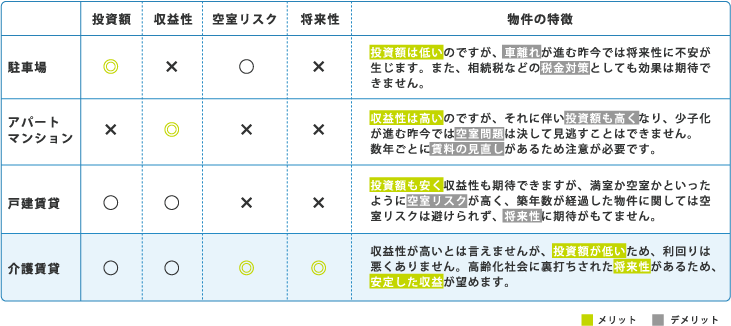 投資額 収益性 空室リスク 将来性 物件の特徴
駐車場 ◎ × ○ ×
投資額は低いのですが、車離れが進む昨今では将来性に不安が
生じます。また、相続税などの税金対策としても効果は期待で
きません。
アパート
マンション
× ◎ × ×
収益性は高いのですが、それに伴い投資額も高くなり、少子化
が進む昨今では空室問題は決して見逃すことはできません。
数年ごとに賃料の見直しがあるため注意が必要です。
戸建賃貸 ○ ○ × ×
投資額も安く収益性も期待できますが、満室か空室かといった
ように空室リスクが高く、築年数が経過した物件に関しては空
室リスクは避けられず、将来性に期待がもてません。
介護賃貸 ○ ○ ◎ ◎
収益性が高いとは言えませんが、投資額が低いため、利回りは
悪くありません。高齢化社会に裏打ちされた将来性があるため、
安定した収益が望めます。
メリット デメリット